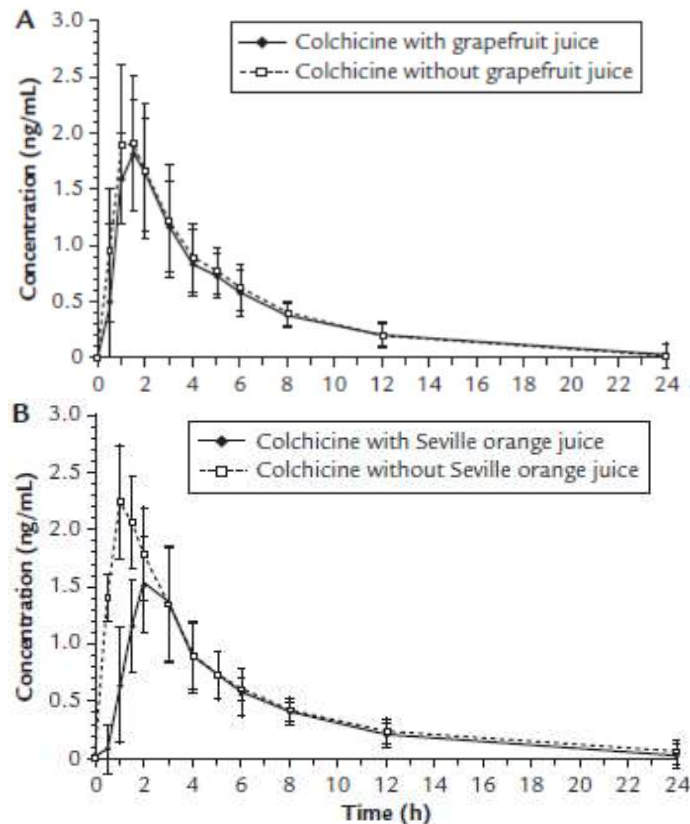 A
Colchicine with grapefruit juice
Colchicine without grapefruit juice
Concentration (ng/mL)
3.0
2.5
2.0
1.5
1.0
0.5
0
0 2 4 6 8 10 12 14 16 18 20 22 24
B
Colchicine with Seville orange juice
Colchicine without Seville orange juice
Concentration (ng/mL)
3.0
2.5
2.0
1.5
1.0
0.5
0
0 2 4 6 8 10 12 14 16 18 20 22 24
Time (h)